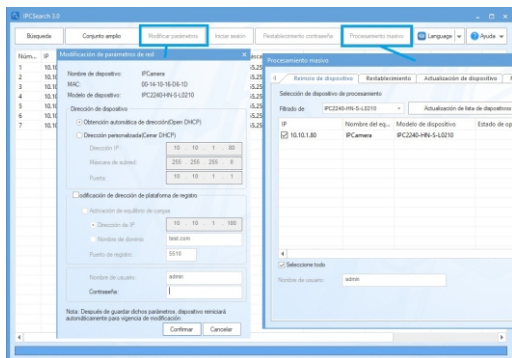 IPCSearch 3.0
Búsqueda
Conjunto amplio
Modificar parámetros
Iniciar sesión
Restablecimiento contraseña
Procesamiento masivo
Language
Ayuda
Núm...
IP
1
2
3
4
5
6
7
Modificación de parámetros de red
Nombre de dispositivo: IPCamera
MAC: 00-14-10-16-D6-1D
Modelo de dispositivo: IPC2240-HN-S-L0210
Dirección de dispositivo
Obtención automática de dirección(Open DHCP)
Dirección personalizada(Cerrar DHCP)
Dirección IP: 10 . 10 . 1 . 80
Máscara de subred: 255 . 255 . 255 . 0
Puerta: 10 . 10 . 1 . 1
odificación de dirección de plataforma de registro
Activación de equilibrio de cargas
Dirección de IP 10 . 10 . 1 . 100
Nombre de dominio test.com
Puerto de registro: 5510
Nombre de usuario: admin
Contraseña:
Nota: Después de guardar dichos parámetros, dispositivo reiniciará
automáticamente para vigencia de modificación.
Confirmar
Cancelar
Procesamiento masivo
Reinicio de dispositivo
Restablecimiento
Actualización de dispositivo
Selección de dispositivo de procesamiento
Filtrado de: IPC2240-HN-S-L0210
Actualización de lista de dispositivos
IP
Nombre del eq...
Modelo de dispositivo
Estado de op
10.10.1.80
IPCamera
IPC2240-HN-S-L0210
Seleccione todo
Nombre de usuario: admin